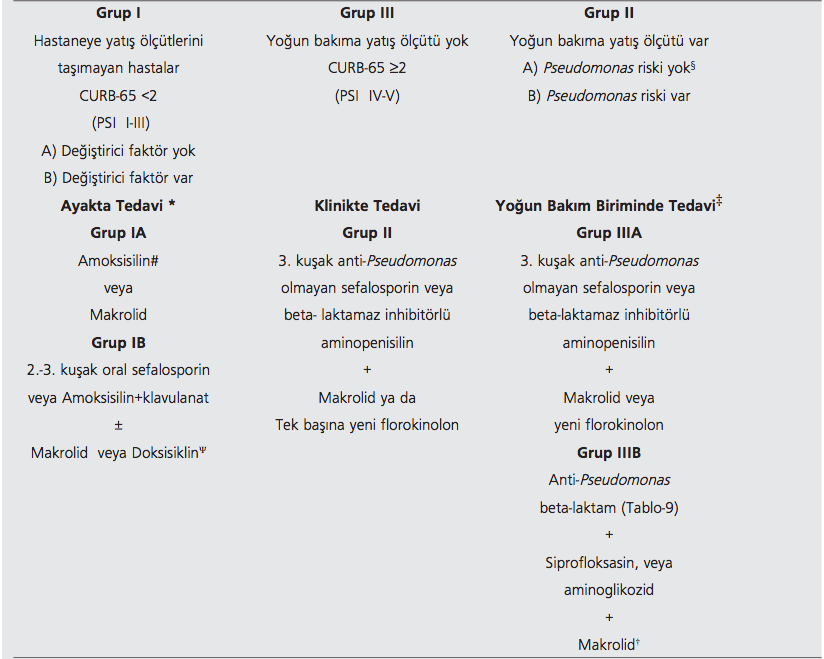 Grup I
Hastaneye yatış ölçütlerini
taşımayan hastalar
CURB-65 <2
(PSI I-III)
A) Değiştirici faktör yok
B) Değiştirici faktör var
Grup III
Yoğun bakıma yatış ölçütü yok
CURB-65 ≥2
(PSI IV-V)
Grup II
Yoğun bakıma yatış ölçütü var
A) Pseudomonas riski yok§
B) Pseudomonas riski var
Ayakta Tedavi *
Grup IA
Amoksisilin#
veya
Makrolid
Grup IB
2.-3. kuşak oral sefalosporin
veya Amoksisilin+klavulanat
±
Makrolid veya DoksisiklinΨ
Klinikte Tedavi
Grup II
3. kuşak anti-Pseudomonas
olmayan sefalosporin veya
beta- laktamaz inhibitörlü
aminopenisilin
+
Makrolid ya da
Tek başına yeni florokinolon
Yoğun Bakım Biriminde Tedavi‡
Grup IIIA
3. kuşak anti-Pseudomonas
olmayan sefalosporin veya
beta-laktamaz inhibitörlü
aminopenisilin
+
Makrolid veya
yeni florokinolon
Grup IIIB
Anti-Pseudomonas
beta-laktam (Tablo-9)
+
Siprofloksasin, veya
aminoglikozid
+
Makrolid†